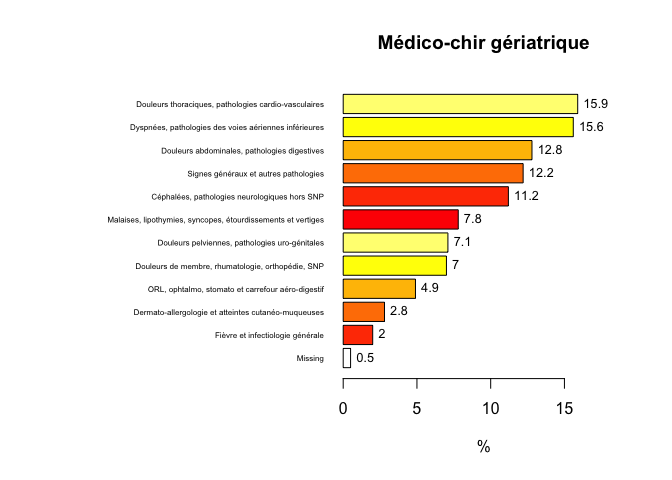 Médico-chir gériatrique
Douleurs thoraciques, pathologies cardio-vasculaires 15.9
Dyspnées, pathologies des voies aériennes inférieures 15.6
Douleurs abdominales, pathologies digestives 12.8
Signes généraux et autres pathologies 12.2
Céphalées, pathologies neurologiques hors SNP 11.2
Malaises, lipothymies, syncopes, étourdissements et vertiges 7.8
Douleurs pelviennes, pathologies uro-génitales 7.1
Douleurs de membre, rhumatologie, orthopédie, SNP 7
ORL, ophtalmo, stomato et carrefour aéro-digestif 4.9
Dermato-allergologie et atteintes cutanéo-muqueuses 2.8
Fièvre et infectiologie générale 2
Missing 0.5
0 5 10 15
%